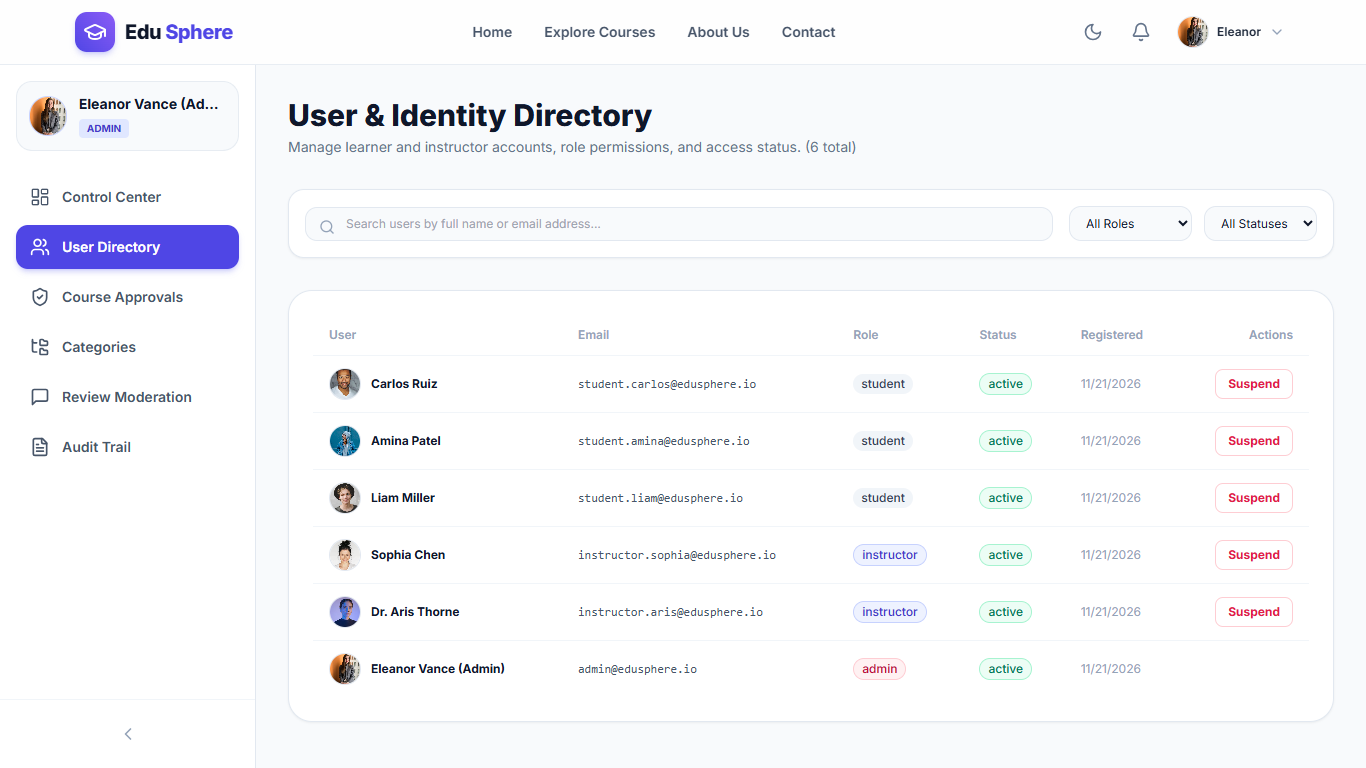 Edu Sphere
Home Explore Courses About Us Contact
Eleanor
Eleanor Vance (Ad...
ADMIN
Control Center
User Directory
Course Approvals
Categories
Review Moderation
Audit Trail
User & Identity Directory
Manage learner and instructor accounts, role permissions, and access status. (6 total)
Search users by full name or email address... All Roles All Statuses
User Email Role Status Registered Actions
Carlos Ruiz student.carlos@edusphere.io student active 11/21/2026 Suspend
Amina Patel student.amina@edusphere.io student active 11/21/2026 Suspend
Liam Miller student.liam@edusphere.io student active 11/21/2026 Suspend
Sophia Chen instructor.sophia@edusphere.io instructor active 11/21/2026 Suspend
Dr. Aris Thorne instructor.aris@edusphere.io instructor active 11/21/2026 Suspend
Eleanor Vance (Admin) admin@edusphere.io admin active 11/21/2026